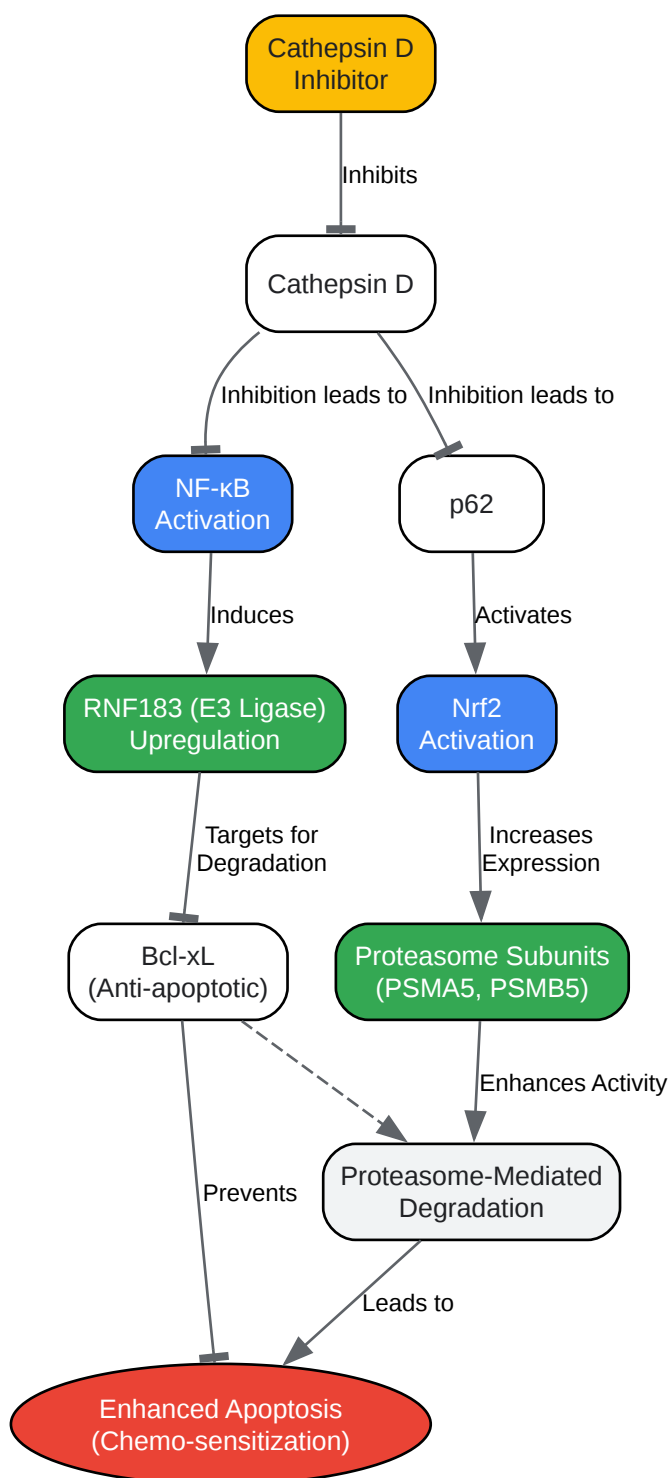 Cathepsin D
Inhibitor
Inhibits
Cathepsin D
Inhibition leads to
Inhibition leads to
NF-κB
Activation
p62
Induces
Activates
RNF183 (E3 Ligase)
Upregulation
Nrf2
Activation
Targets for
Degradation
Increases
Expression
Bcl-xL
(Anti-apoptotic)
Proteasome Subunits
(PSMA5, PSMB5)
Enhances Activity
Prevents
Proteasome-Mediated
Degradation
Leads to
Enhanced Apoptosis
(Chemo-sensitization)